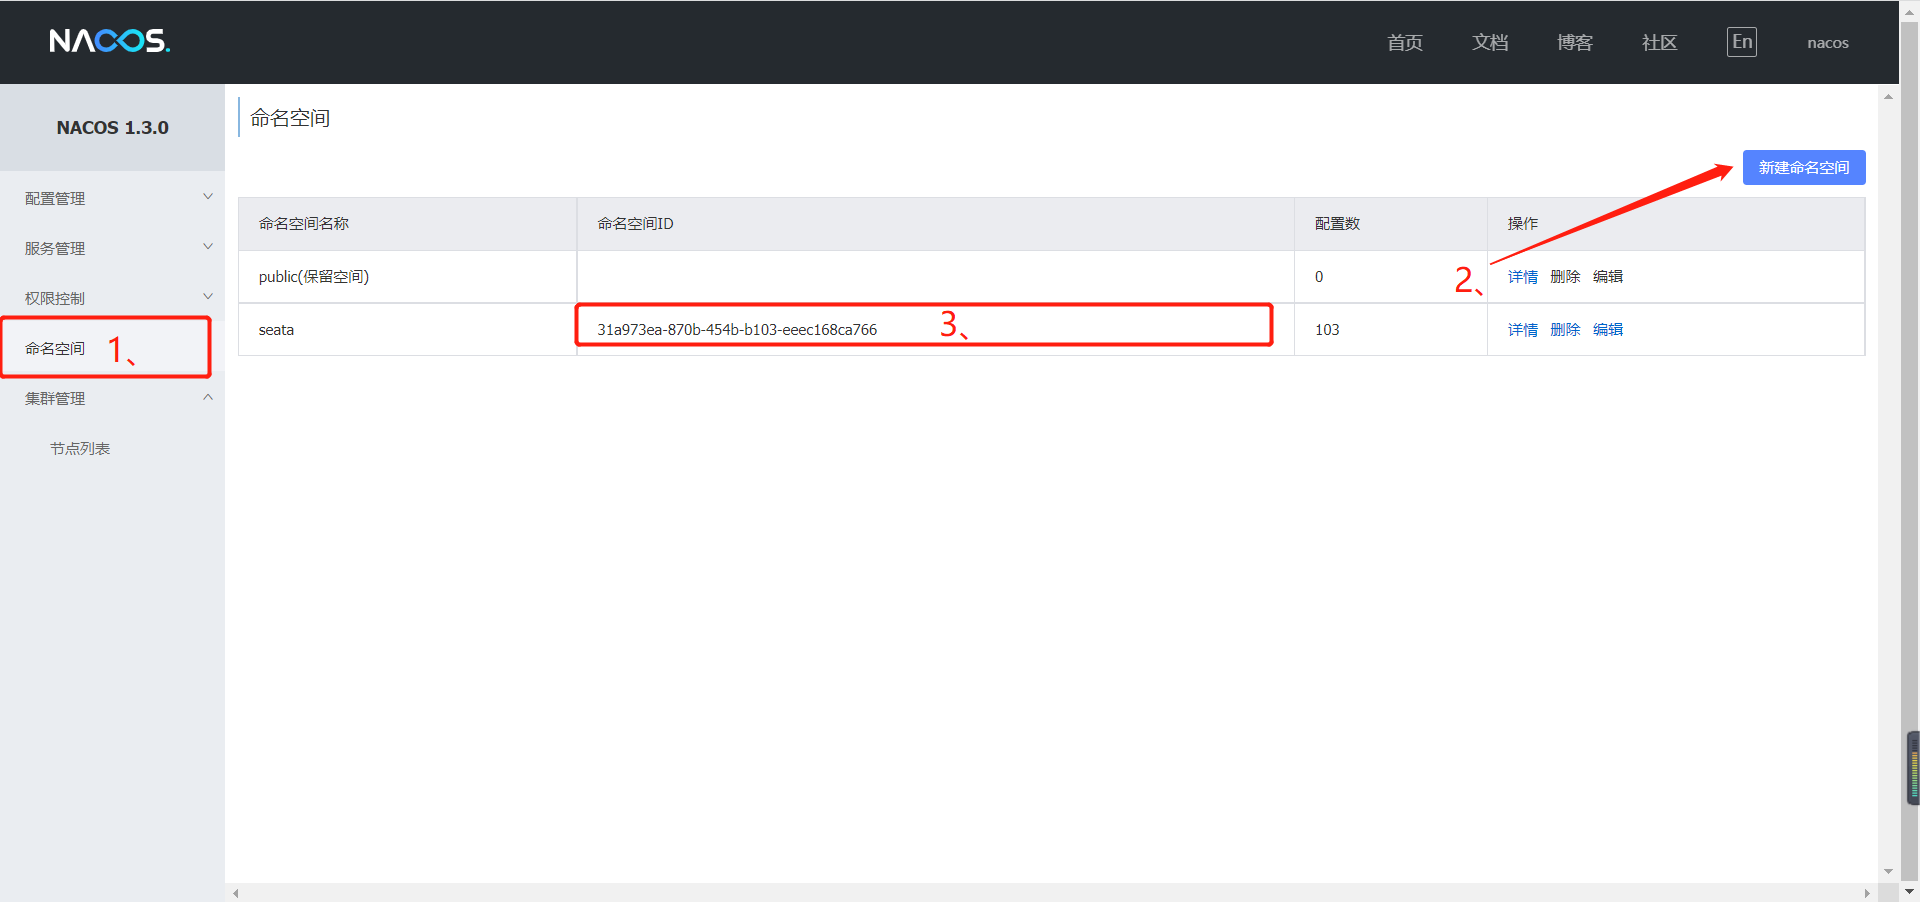 NACOS.
首页 文档 博客 社区 En nacos
NACOS 1.3.0
配置管理
服务管理
权限控制
命名空间 1、
集群管理
节点列表
命名空间
新建命名空间
命名空间名称 命名空间ID 配置数 操作
public(保留空间) 0 2、 详情 删除 编辑
seata 31a973ea-870b-454b-b103-eeec168ca766 3、 103 详情 删除 编辑